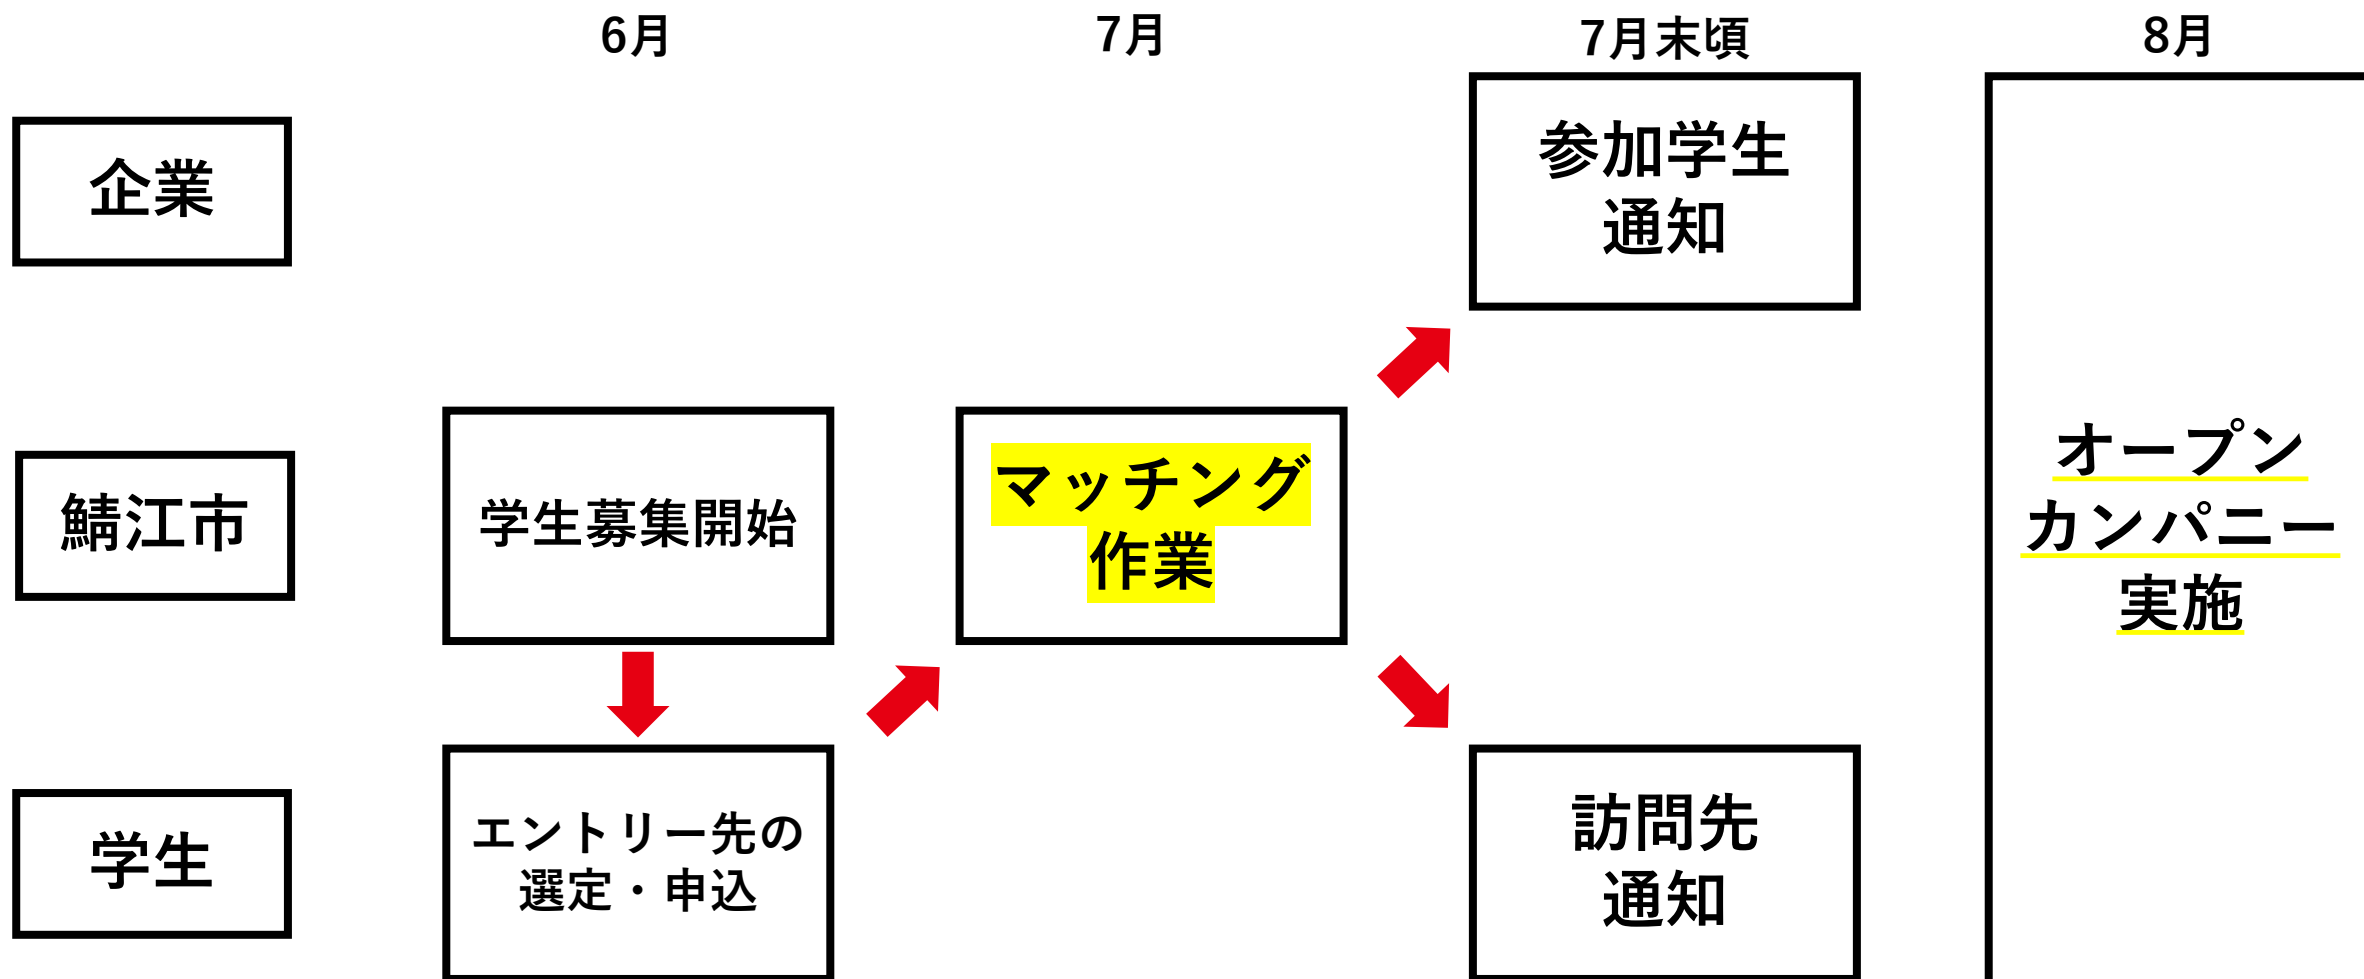 6月
7月
7月末頃
8月
企業
参加学生
通知
鯖江市
学生募集開始
マッチング
作業
オープン
カンパニー
実施
学生
エントリー先の
選定・申込
訪問先
通知